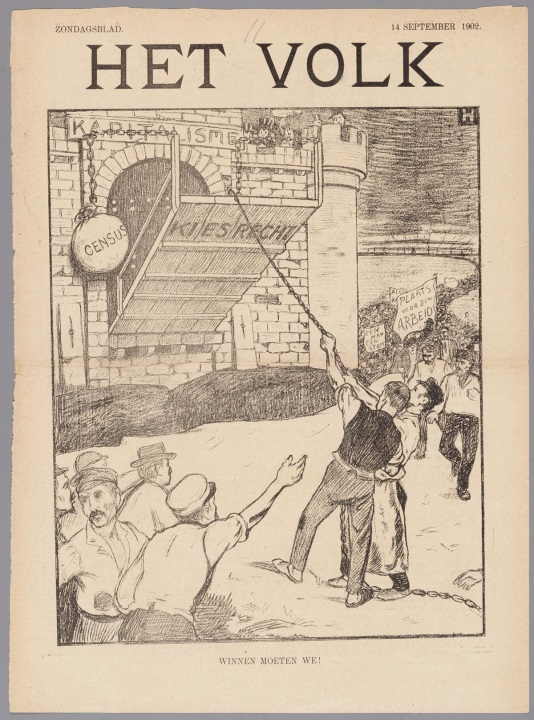 ZONDAGSBLAD.
14 SEPTEMBER 1902.
HET VOLK
KAPITALISME
H
CENSUS
KIESRECHT
PLAATS
VOOR DEN
ARBEID
WINNEN MOETEN WE!